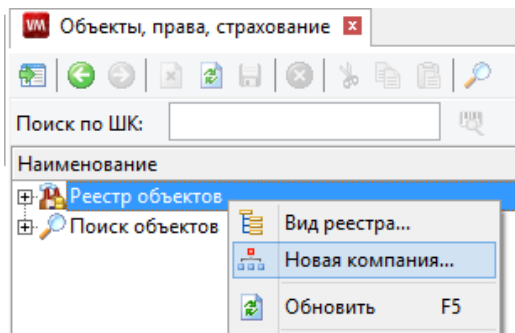 VM Объекты, права, страхование
Поиск по ШК:
Наименование
Реестр объектов
Поиск объектов
Вид реестра...
Новая компания...
Обновить F5